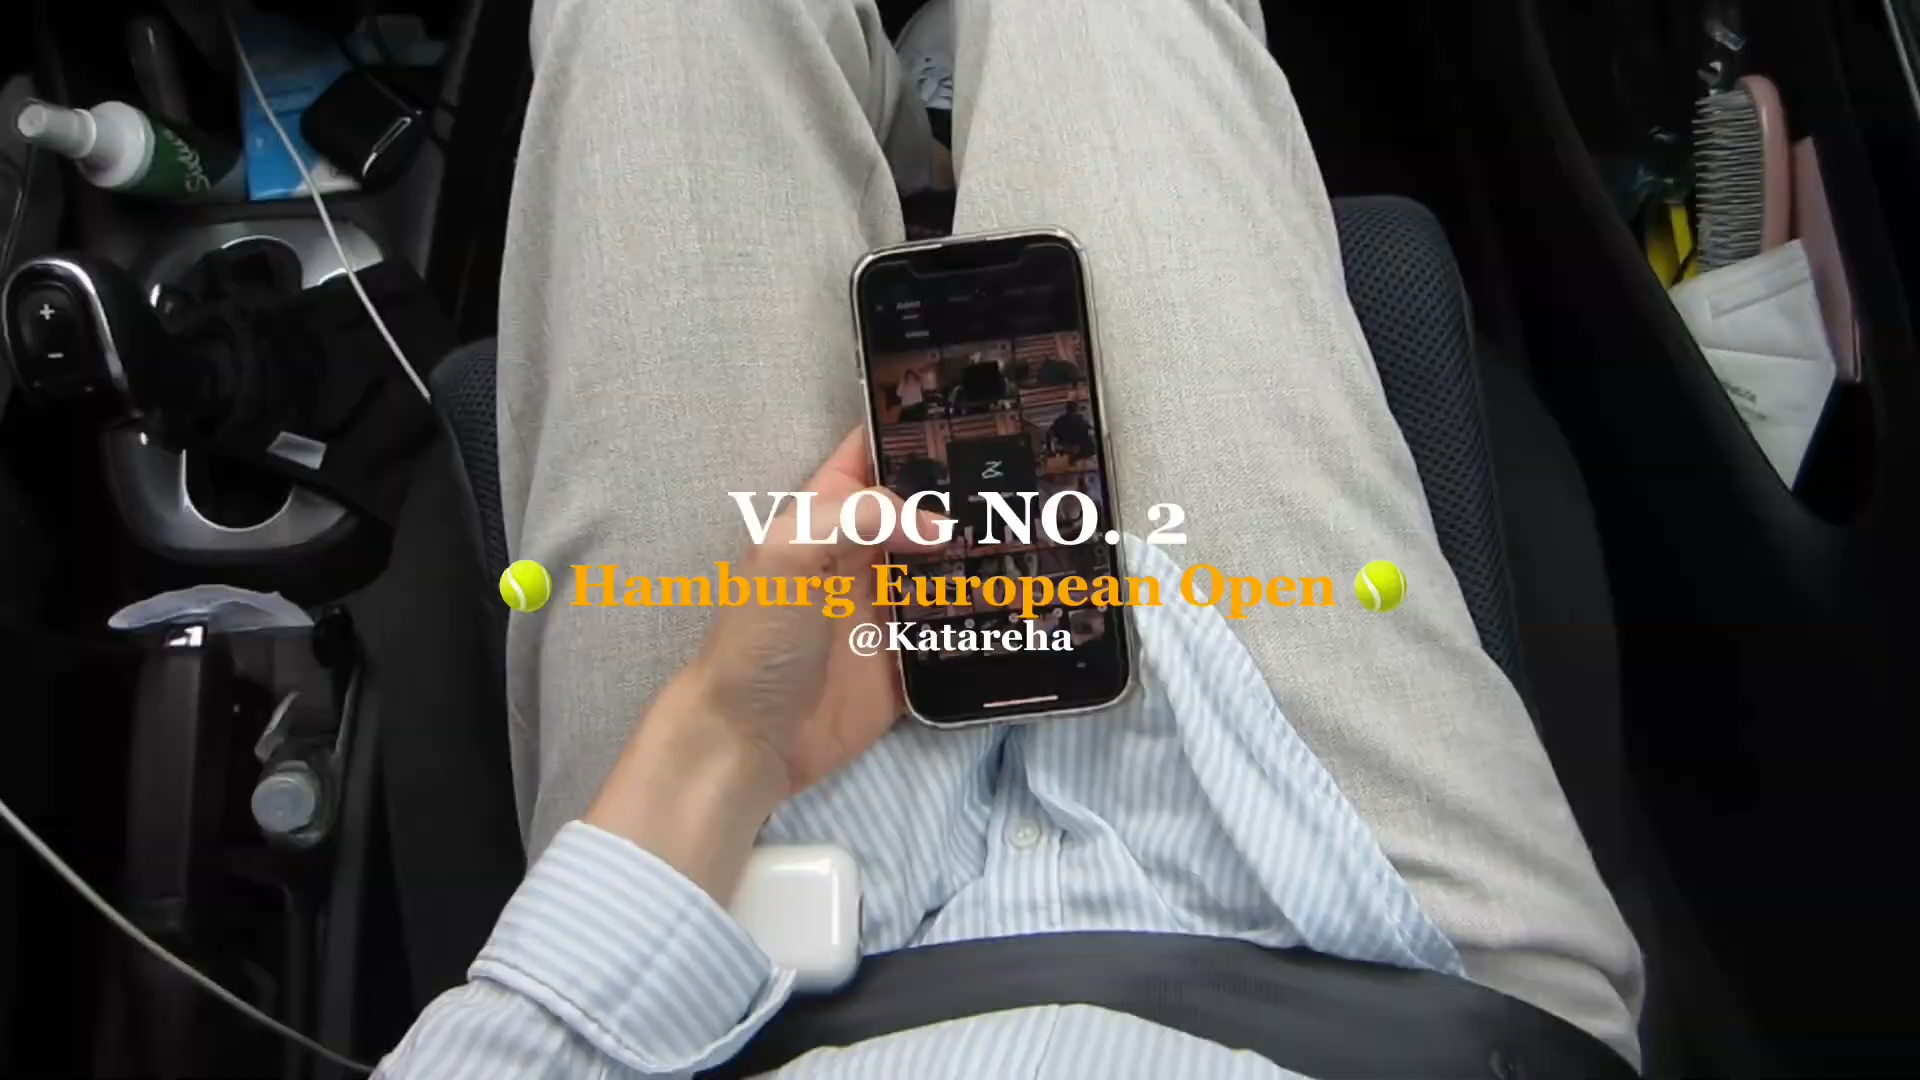 VLOG NO. 2
🎾 Hamburg European Open 🎾
@Katareha